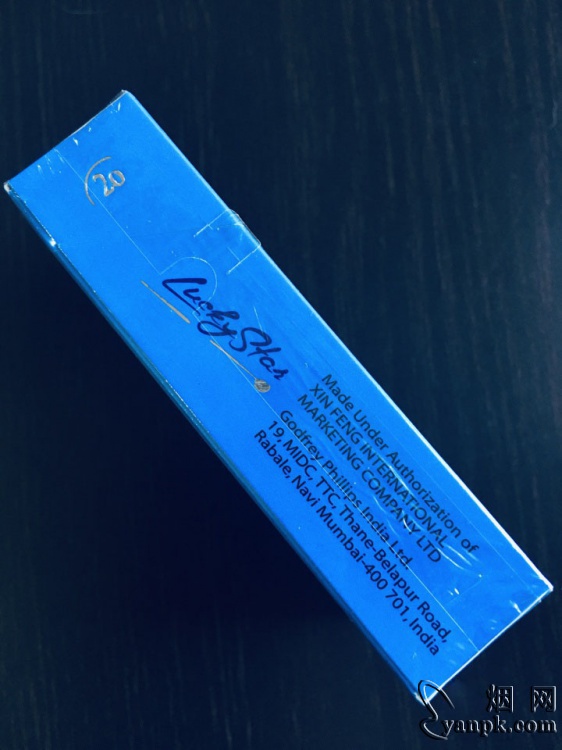 20
Lucky Star
Made Under Authorization of
XIN FENG INTERNATIONAL
MARKETING COMPANY LTD
Godfrey Phillips India Ltd.
19, MIDC, TTC, Thane-Belapur Road,
Rabale, Navi Mumbai-400 701, India
烟网
yanpk.com